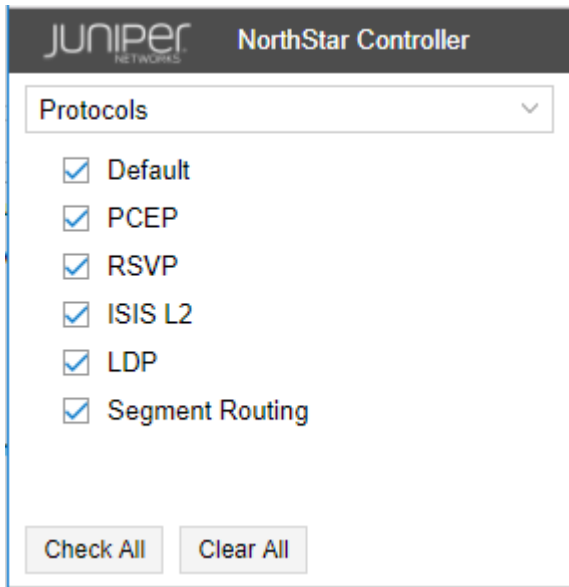 JUNIPER NETWORKS NorthStar Controller
Protocols
Default
PCEP
RSVP
ISIS L2
LDP
Segment Routing
Check All Clear All